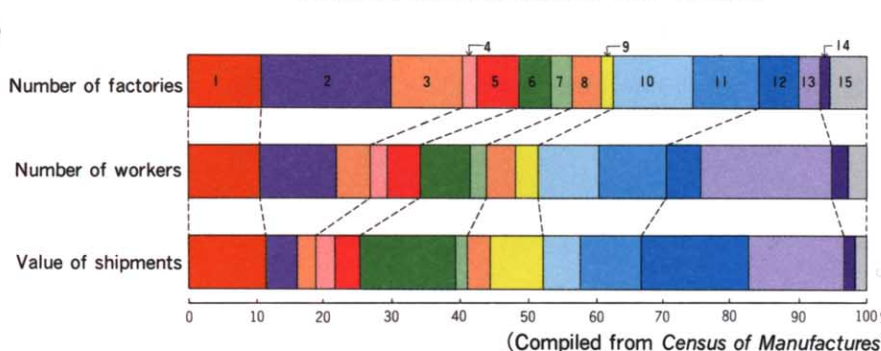 4 9 14
Number of factories 1 2 3 5 6 7 8 10 11 12 13 15
Number of workers
Value of shipments
0 10 20 30 40 50 60 70 80 90 100
(Compiled from Census of Manufactures